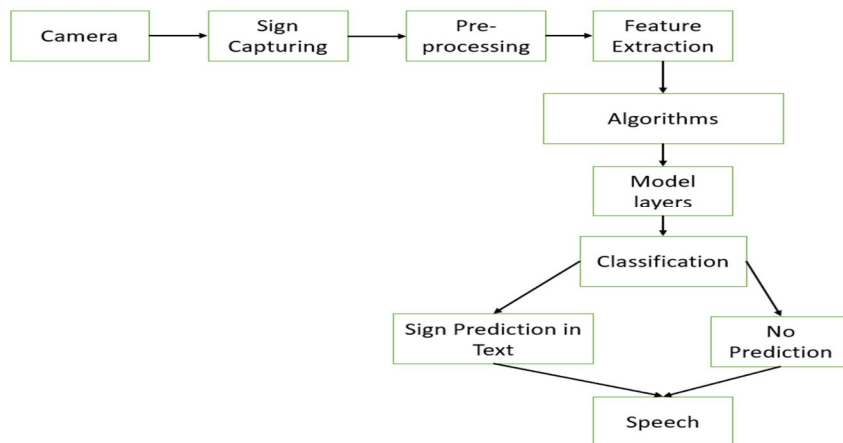 Camera
Sign
Capturing
Pre-
processing
Feature
Extraction
Algorithms
Model
layers
Classification
Sign Prediction in
Text
No
Prediction
Speech